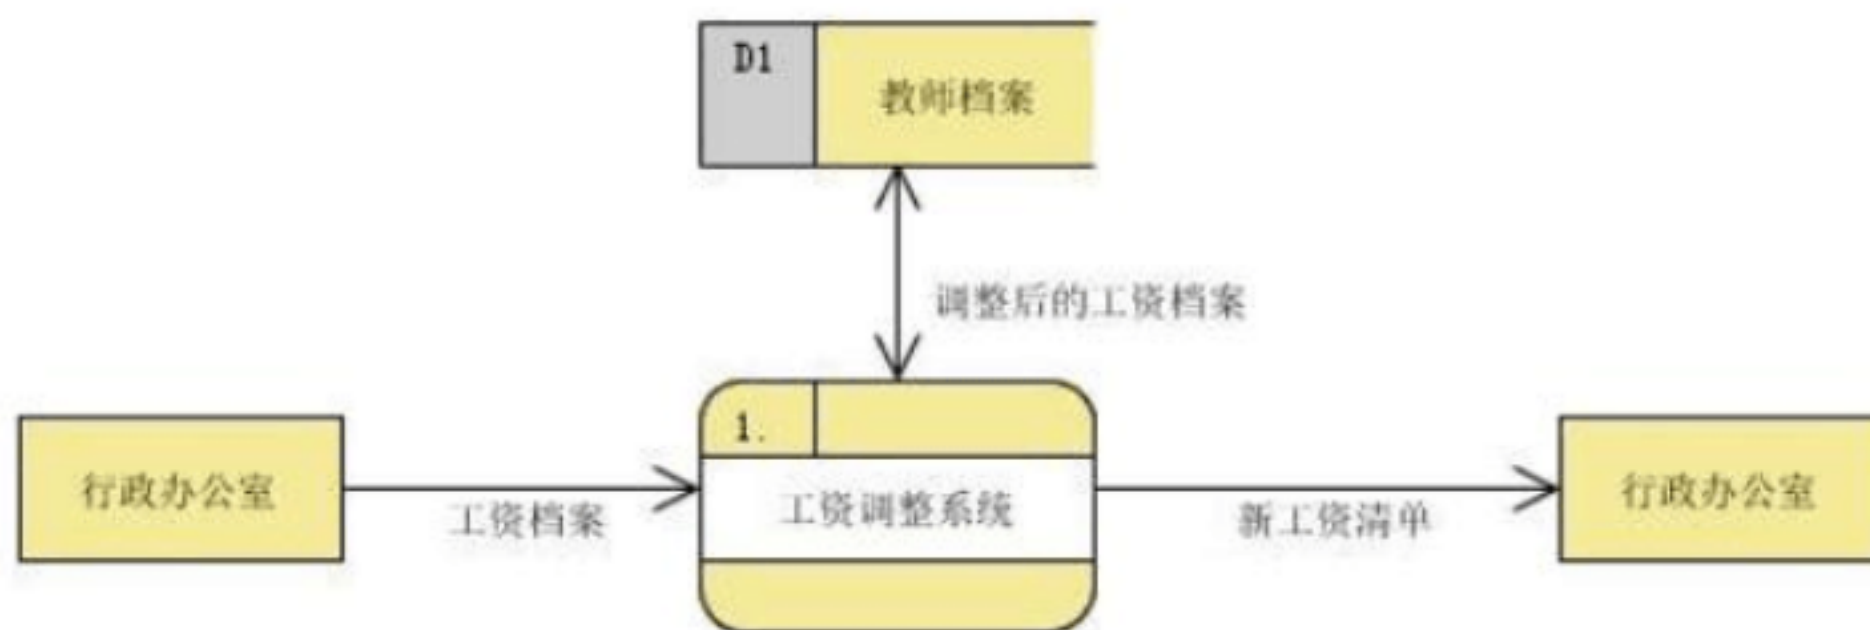 D1
教师档案
调整后的工资档案
行政办公室
工资档案
1.
工资调整系统
新工资清单
行政办公室